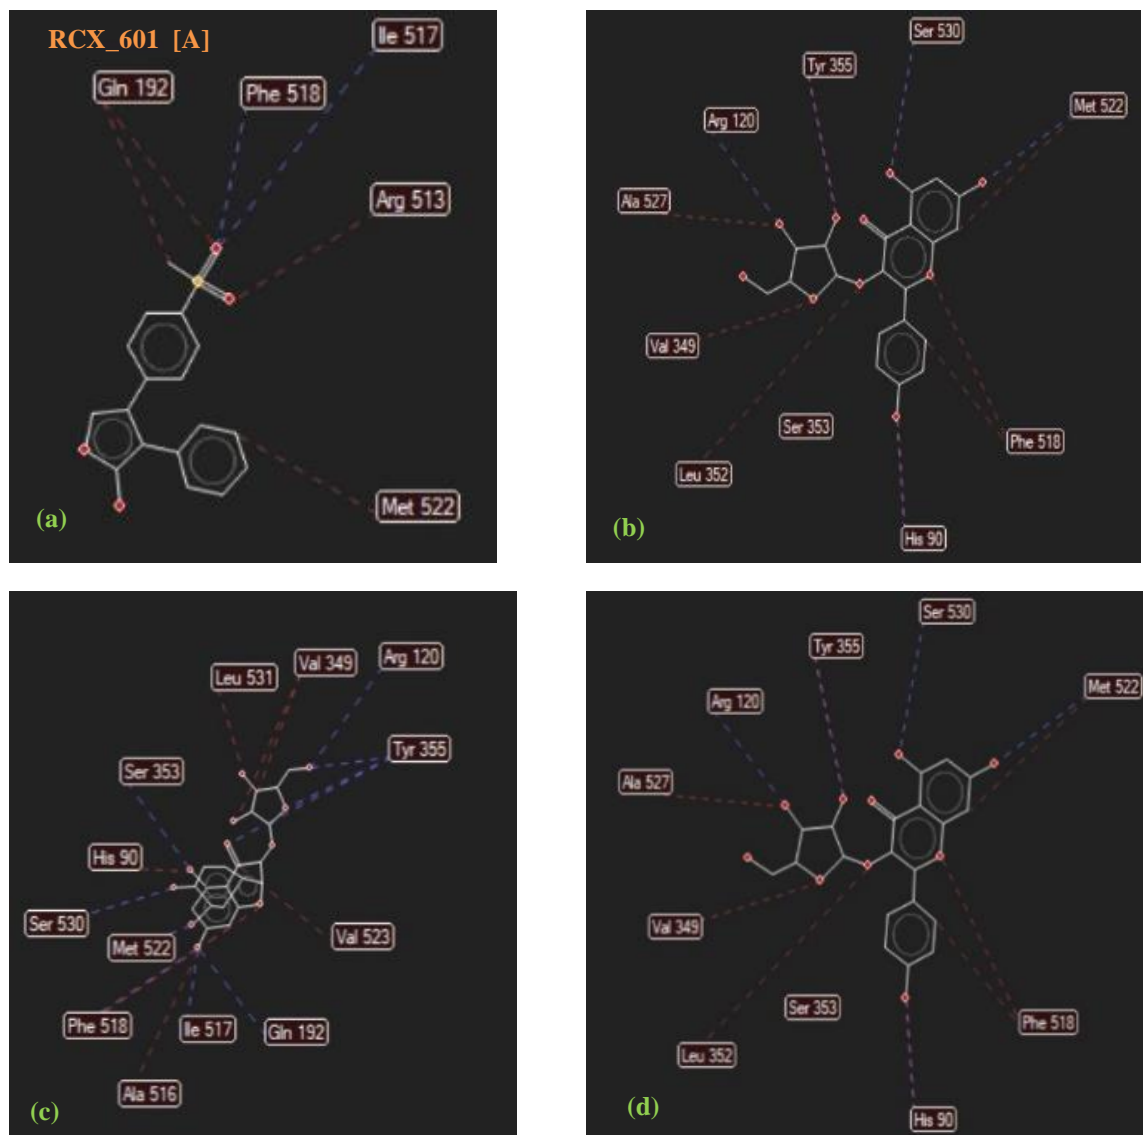 RCX_601 [A]
Ile 517
Gln 192
Phe 518
Arg 513
Met 522
(a)
Ser 530
Tyr 355
Met 522
Arg 120
Ala 527
Val 349
Ser 353
Phe 518
Leu 352
(b)
His 90
Arg 120
Val 349
Leu 531
Tyr 355
Ser 353
His 90
Ser 530
Met 522
Val 523
Phe 518
Ile 517
Gln 192
Ala 516
(c)
Ser 530
Tyr 355
Met 522
Arg 120
Ala 527
Val 349
Ser 353
Phe 518
Leu 352
(d)
His 90